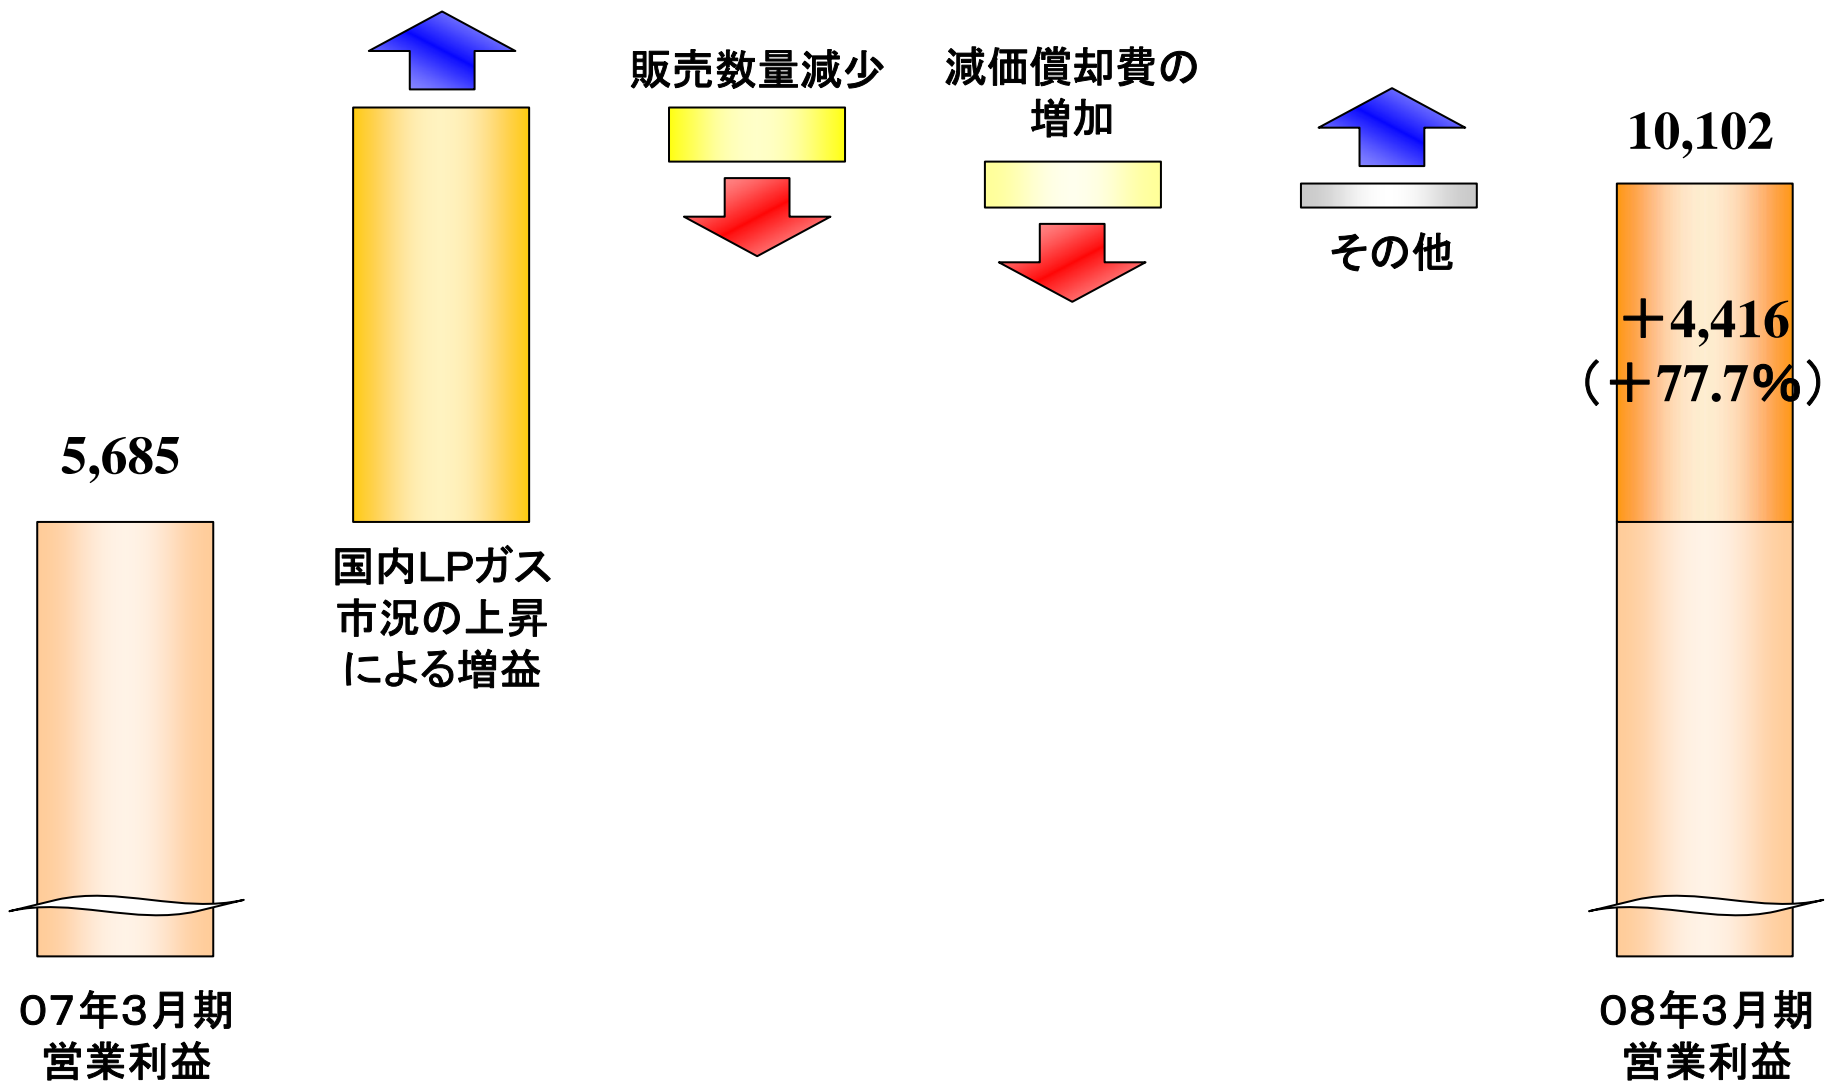 5,685
０７年３月期
営業利益
国内ＬＰガス
市況の上昇
による増益
販売数量減少
減価償却費の
増加
その他
10,102
＋4,416
（＋77.7%）
０８年３月期
営業利益